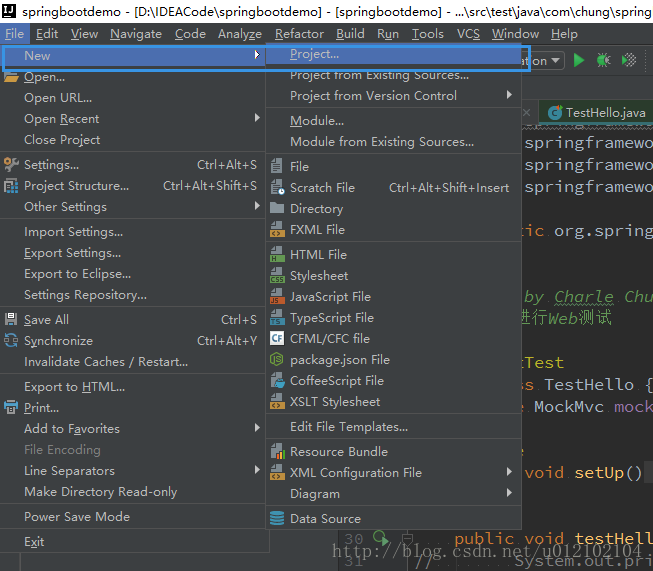 springbootdemo - [D:\IDEACode\springbootdemo] - [springbootdemo] - ...\src\test\java\com\chung\spring
File Edit View Navigate Code Analyze Refactor Build Run Tools VCS Window Help
New
Project...
Open...
Project from Existing Sources...
Open URL...
Project from Version Control
Open Recent
Close Project
Module...
Module from Existing Sources...
TestHello.java
Settings... Ctrl+Alt+S
File
Project Structure... Ctrl+Alt+Shift+S
Scratch File Ctrl+Alt+Shift+Insert
Other Settings
Directory
FXML File
Import Settings...
Export Settings...
HTML File
Export to Eclipse...
Stylesheet
Settings Repository...
JavaScript File
Save All Ctrl+S
TypeScript File
Synchronize Ctrl+Alt+Y
CFML/CFC file
Invalidate Caches / Restart...
package.json File
Export to HTML...
CoffeeScript File
Print...
XSLT Stylesheet
Add to Favorites
Edit File Templates...
File Encoding
Resource Bundle
Line Separators
XML Configuration File
Make Directory Read-only
Diagram
Power Save Mode
Data Source
Exit
springframewo
springframewo
springframewo
tic org.spring
by Charle Chu
进行Web测试
tTest
ss TestHello {
MockMvc mock
void setUp()
30 public void testHell
31 // System.out.pri
http://blog.csdn.net/u012102104